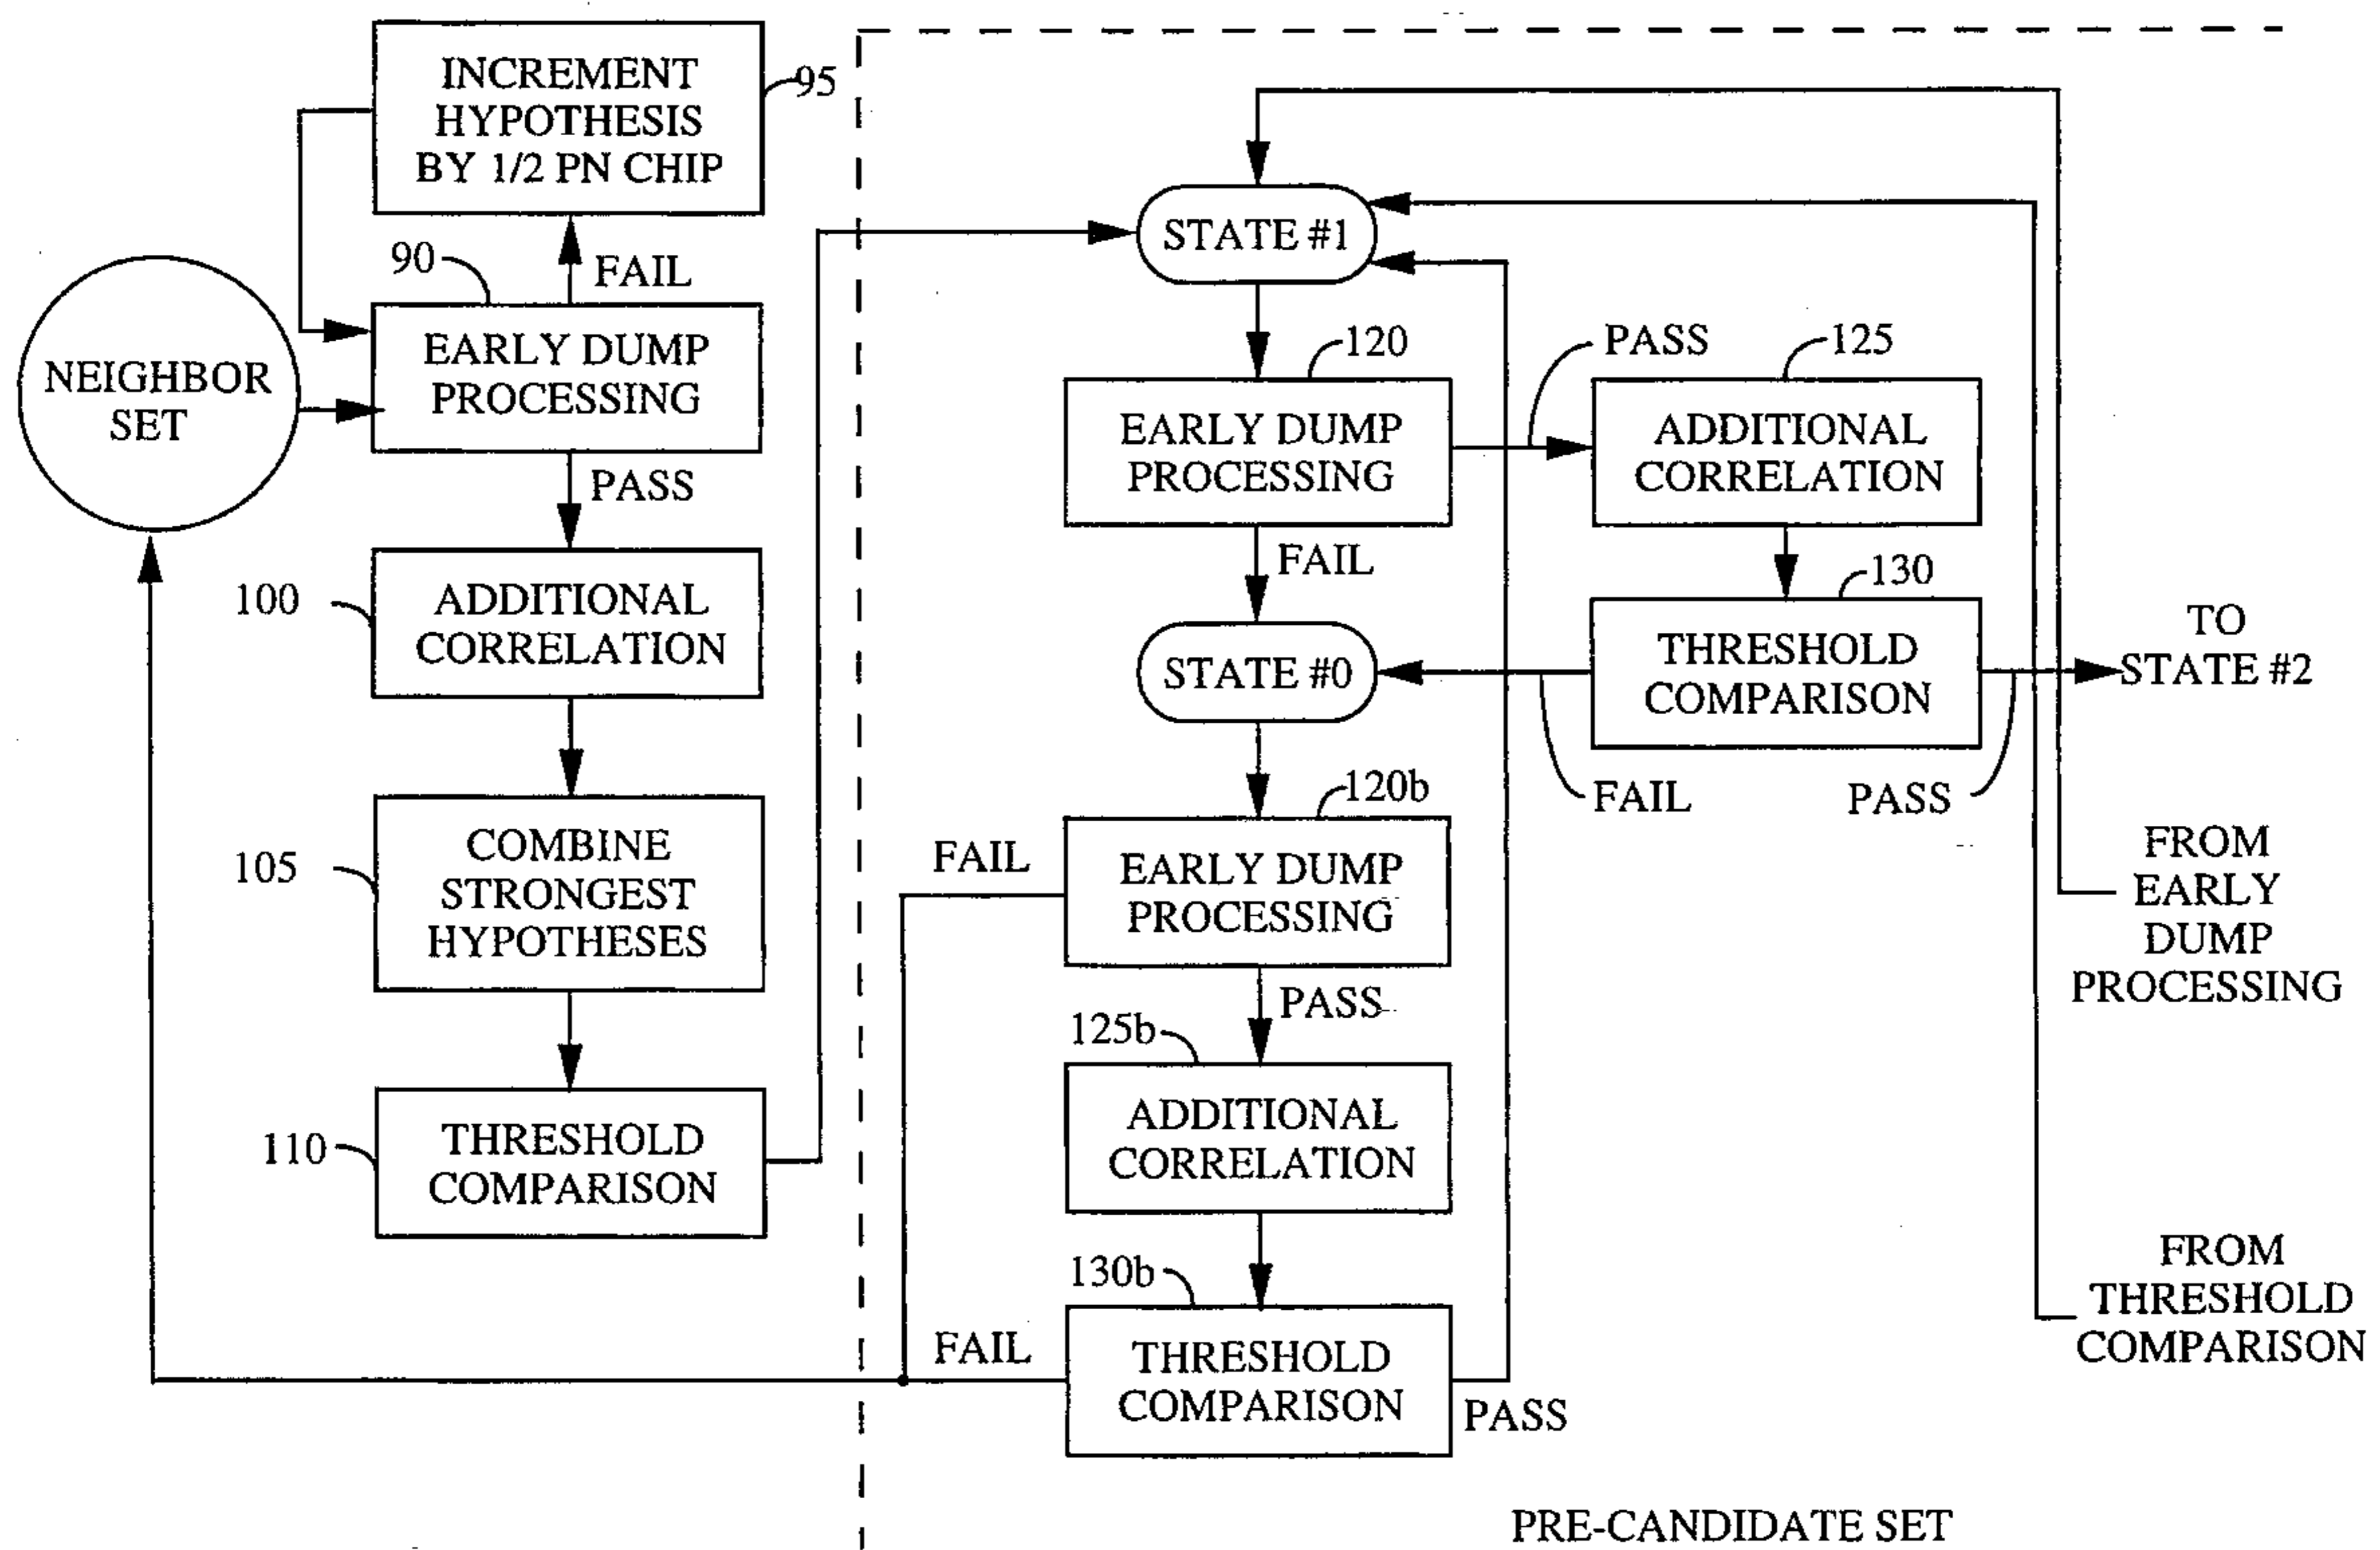 INCREMENT
HYPOTHESIS
BY 1/2 PN CHIP
95
90
FAIL
NEIGHBOR
SET
EARLY DUMP
PROCESSING
PASS
100
ADDITIONAL
CORRELATION
105
COMBINE
STRONGEST
HYPOTHESES
110
THRESHOLD
COMPARISON
STATE #1
120
EARLY DUMP
PROCESSING
PASS
125
ADDITIONAL
CORRELATION
FAIL
130
THRESHOLD
COMPARISON
TO
STATE #2
STATE #0
FAIL
PASS
120b
FAIL
EARLY DUMP
PROCESSING
PASS
125b
ADDITIONAL
CORRELATION
130b
FAIL
THRESHOLD
COMPARISON
PASS
FROM
EARLY
DUMP
PROCESSING
FROM
THRESHOLD
COMPARISON
PRE-CANDIDATE SET